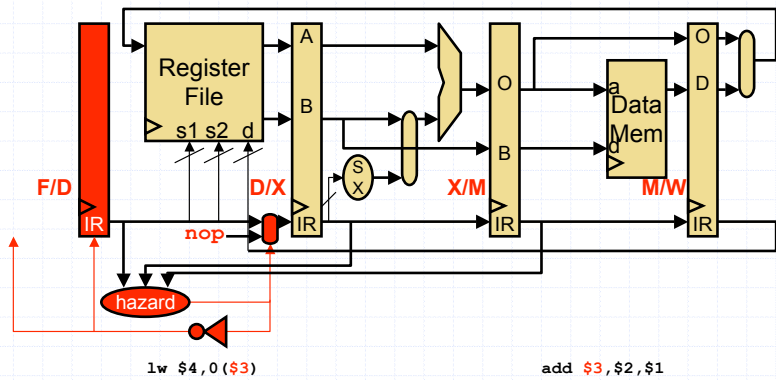 Register
File
s1 s2 d
A
B
S
X
O
B
a
Data
Mem
d
O
D
F/D
D/X
X/M
M/W
IR
IR
IR
IR
nop
hazard
lw $4,0($3)
add $3,$2,$1